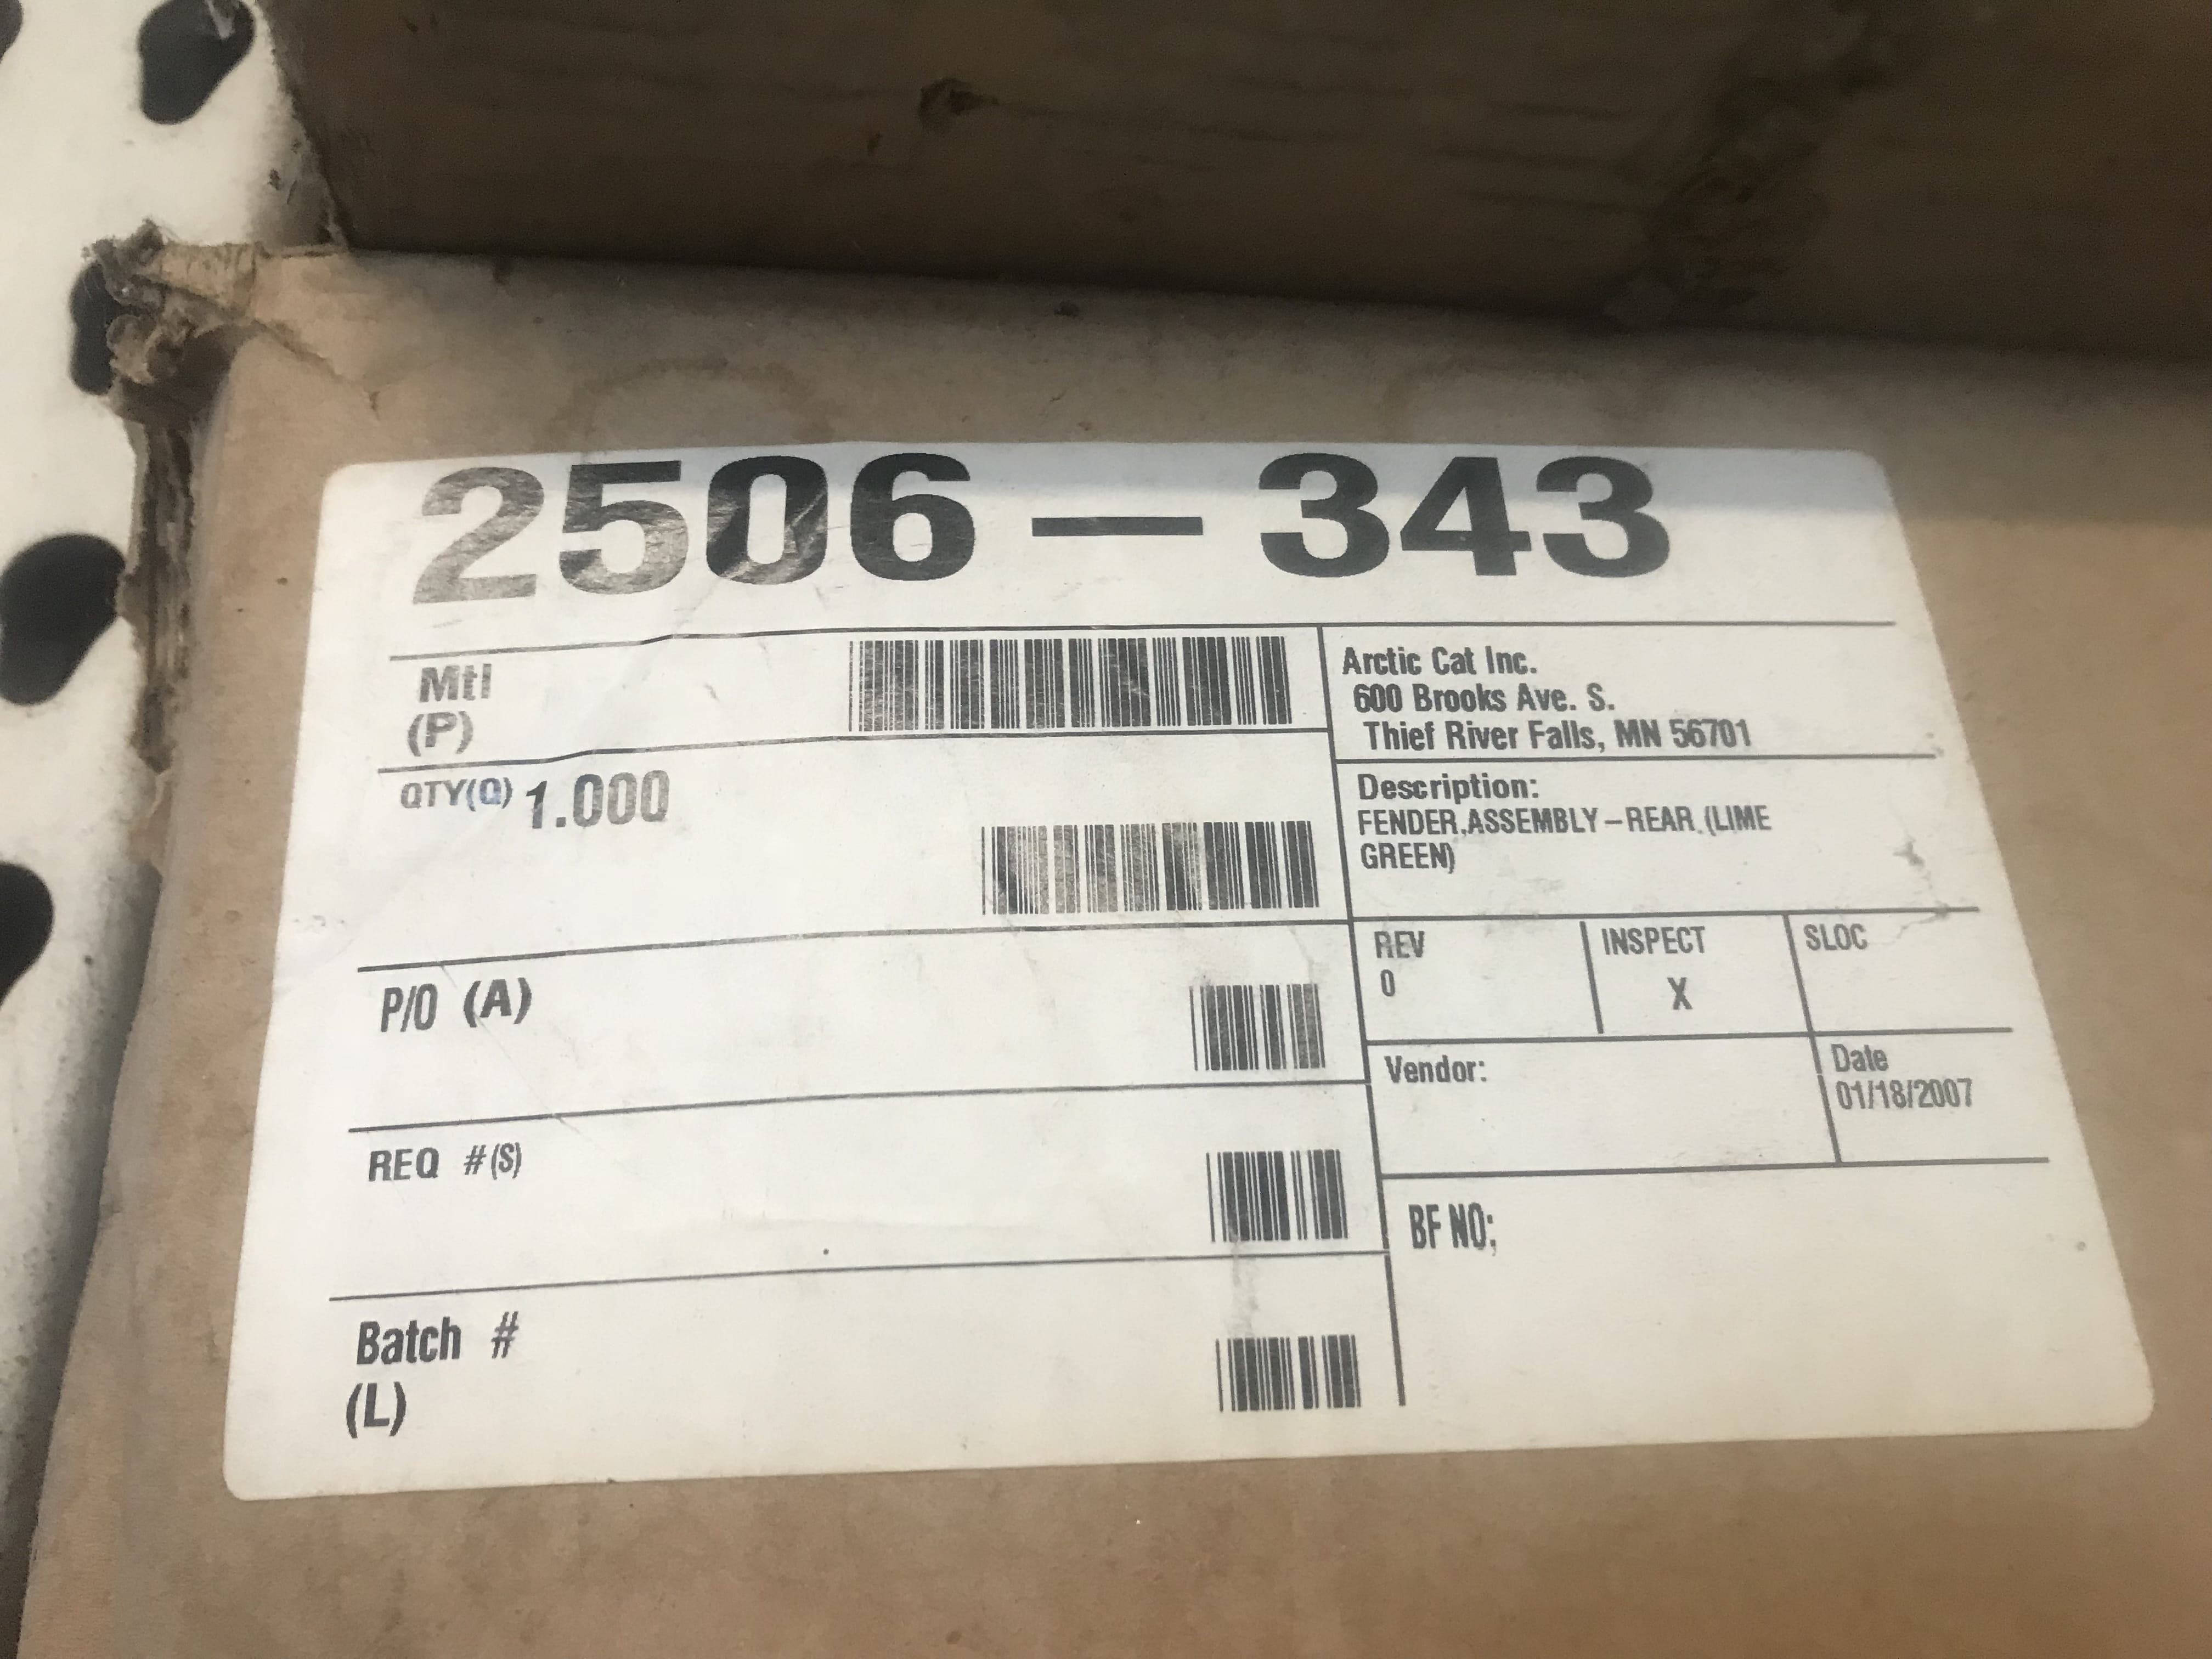 2506-343
Mtl
(P)
Arctic Cat Inc.
600 Brooks Ave. S.
Thief River Falls, MN 56701
QTY(Q) 1.000
Description:
FENDER,ASSEMBLY-REAR (LIME
GREEN)
P/O (A)
REV
0
INSPECT
X
SLOC
Vendor:
Date
01/18/2007
REQ #(S)
BF NO;
Batch #
(L)